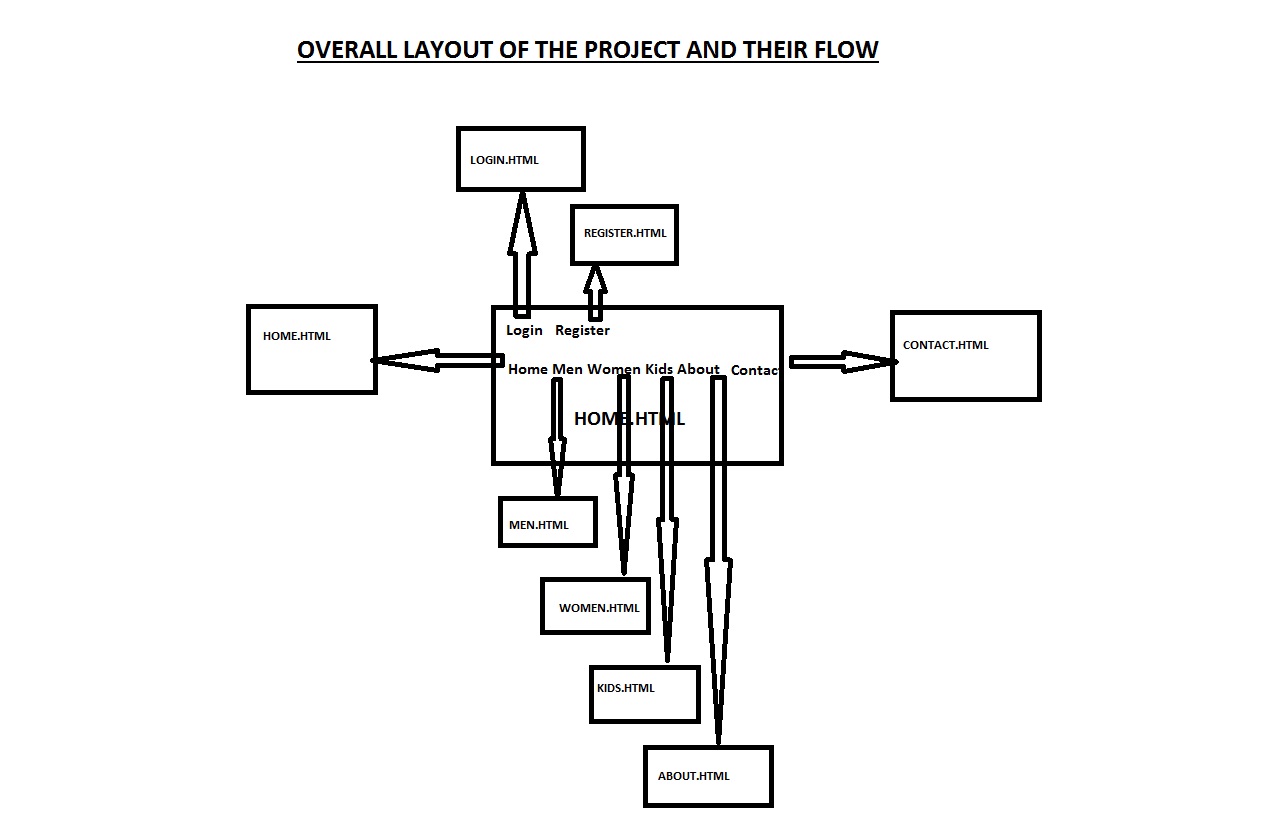 OVERALL LAYOUT OF THE PROJECT AND THEIR FLOW
LOGIN.HTML
REGISTER.HTML
Login Register
HOME.HTML
CONTACT.HTML
Home Men Women Kids About Contact
HOME.HTML
MEN.HTML
WOMEN.HTML
KIDS.HTML
ABOUT.HTML